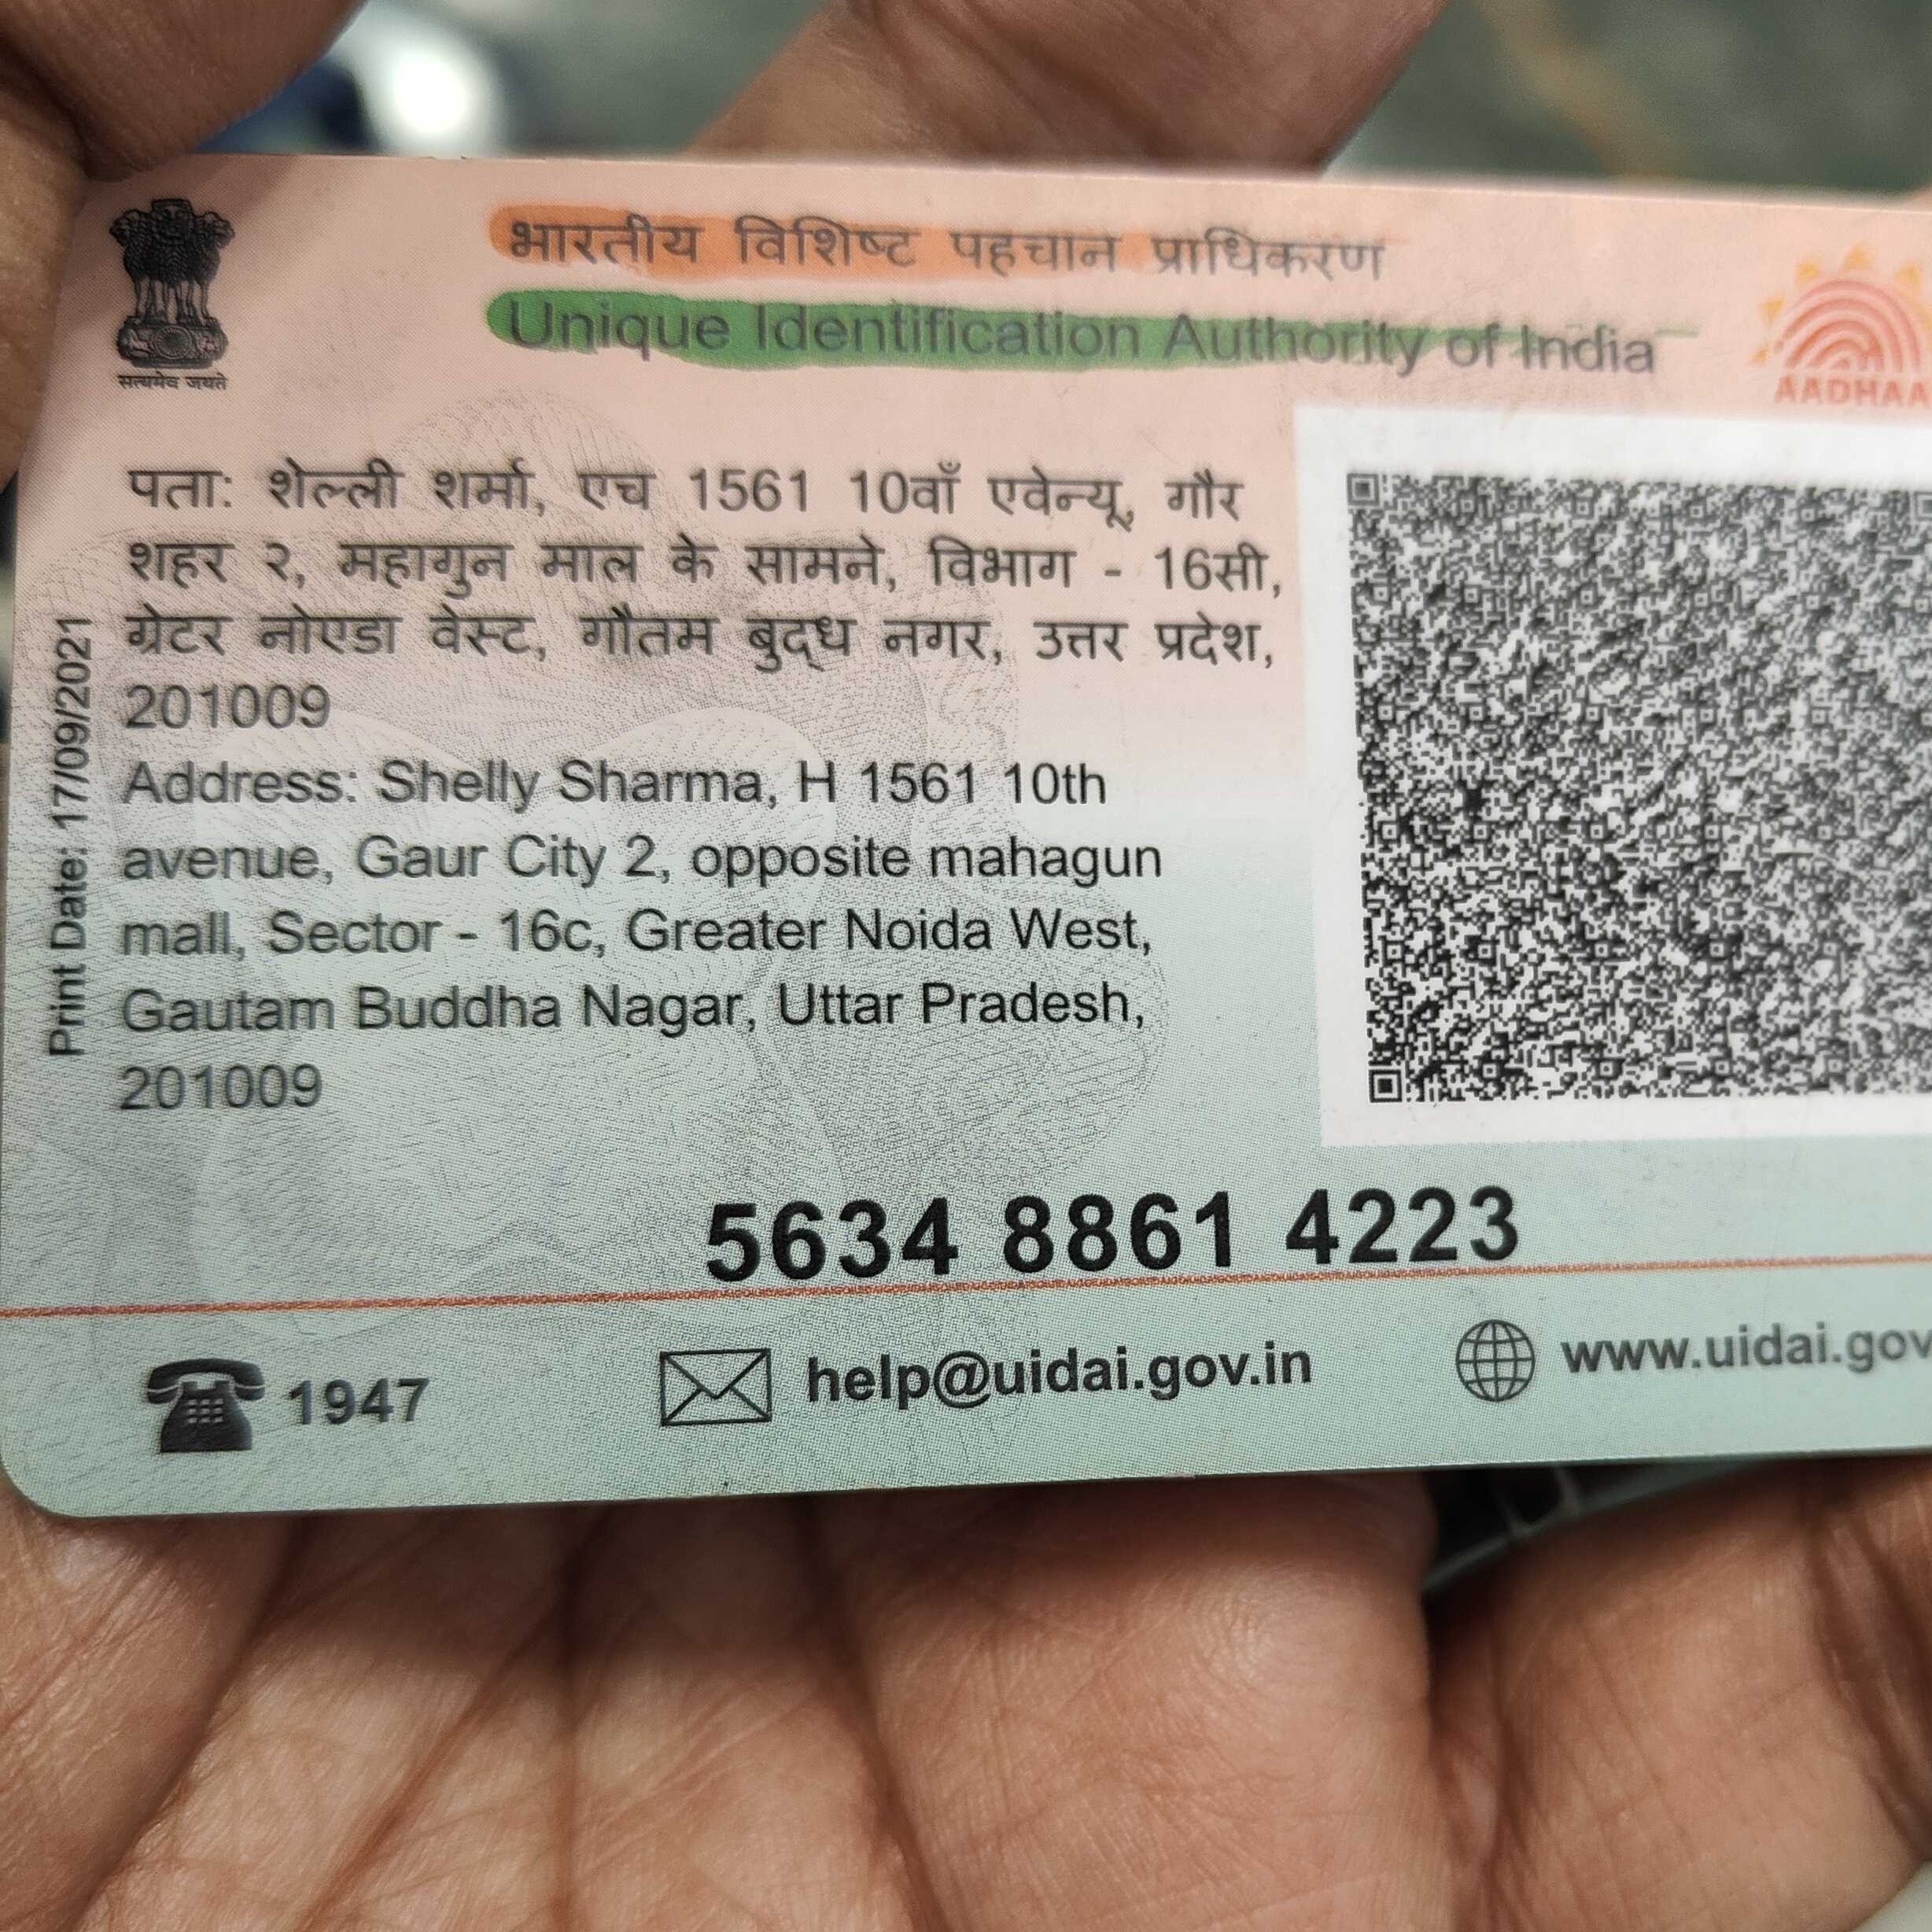 भारतीय विशिष्ट पहचान प्राधिकरण
Unique Identification Authority of India
सत्यमेव जयते
AADHAA
पता: शेल्ली शर्मा, एच 1561 10वाँ एवेन्यू, गौर
शहर २, महागुन माल के सामने, विभाग - 16सी,
ग्रेटर नोएडा वेस्ट, गौतम बुद्ध नगर, उत्तर प्रदेश,
201009
Address: Shelly Sharma, H 1561 10th
avenue, Gaur City 2, opposite mahagun
mall, Sector - 16c, Greater Noida West,
Gautam Buddha Nagar, Uttar Pradesh,
201009
Print Date: 17/09/2021
5634 8861 4223
1947
help@uidai.gov.in
www.uidai.gov